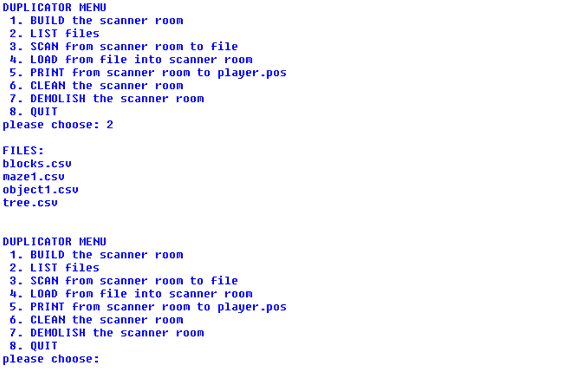 DUPLICATOR MENU
1. BUILD the scanner room
2. LIST files
3. SCAN from scanner room to file
4. LOAD from file into scanner room
5. PRINT from scanner room to player.pos
6. CLEAN the scanner room
7. DEMOLISH the scanner room
8. QUIT
please choose: 2
FILES:
blocks.csv
maze1.csv
object1.csv
tree.csv
DUPLICATOR MENU
1. BUILD the scanner room
2. LIST files
3. SCAN from scanner room to file
4. LOAD from file into scanner room
5. PRINT from scanner room to player.pos
6. CLEAN the scanner room
7. DEMOLISH the scanner room
8. QUIT
please choose: